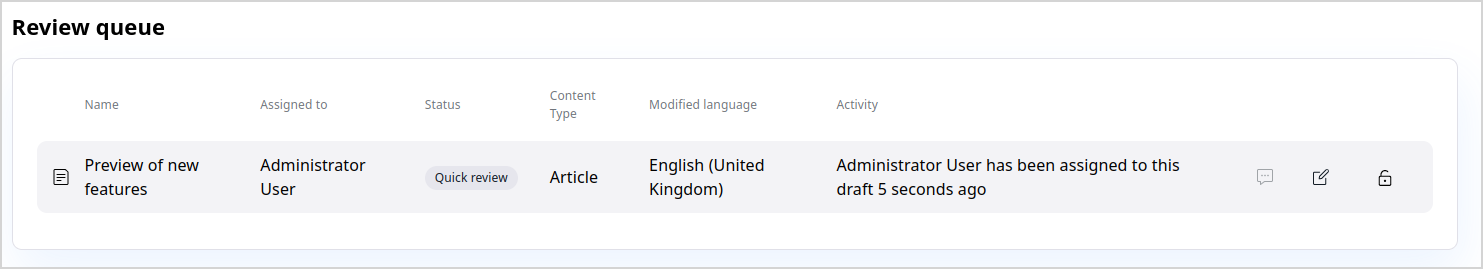 Review queue
Name
Assigned to
Status
Content
Type
Modified language
Activity
Preview of new
features
Administrator
User
Quick review
Article
English (United
Kingdom)
Administrator User has been assigned to this
draft 5 seconds ago